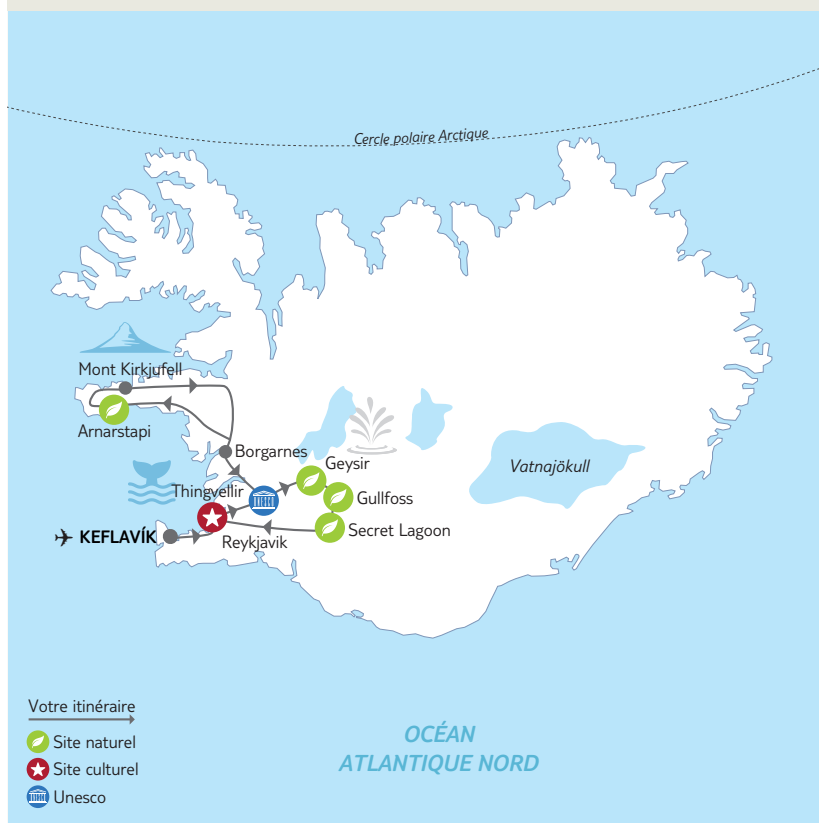 Cercle polaire Arctique
Mont Kirkjufell
Arnarstapi
Borgarnes
Geysir
Vatnajökull
Thingvellir
Gullfoss
Secret Lagoon
KEFLAVÍK
Reykjavik
Votre itinéraire
Site naturel
Site culturel
Unesco
OCÉAN
ATLANTIQUE NORD